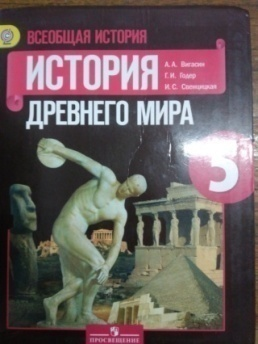 ВСЕОБЩАЯ ИСТОРИЯ
ИСТОРИЯ
ДРЕВНЕГО МИРА
А. А. Вигасин
Г. И. Годер
И. С. Свенцицкая
5
ПРОСВЕЩЕНИЕ